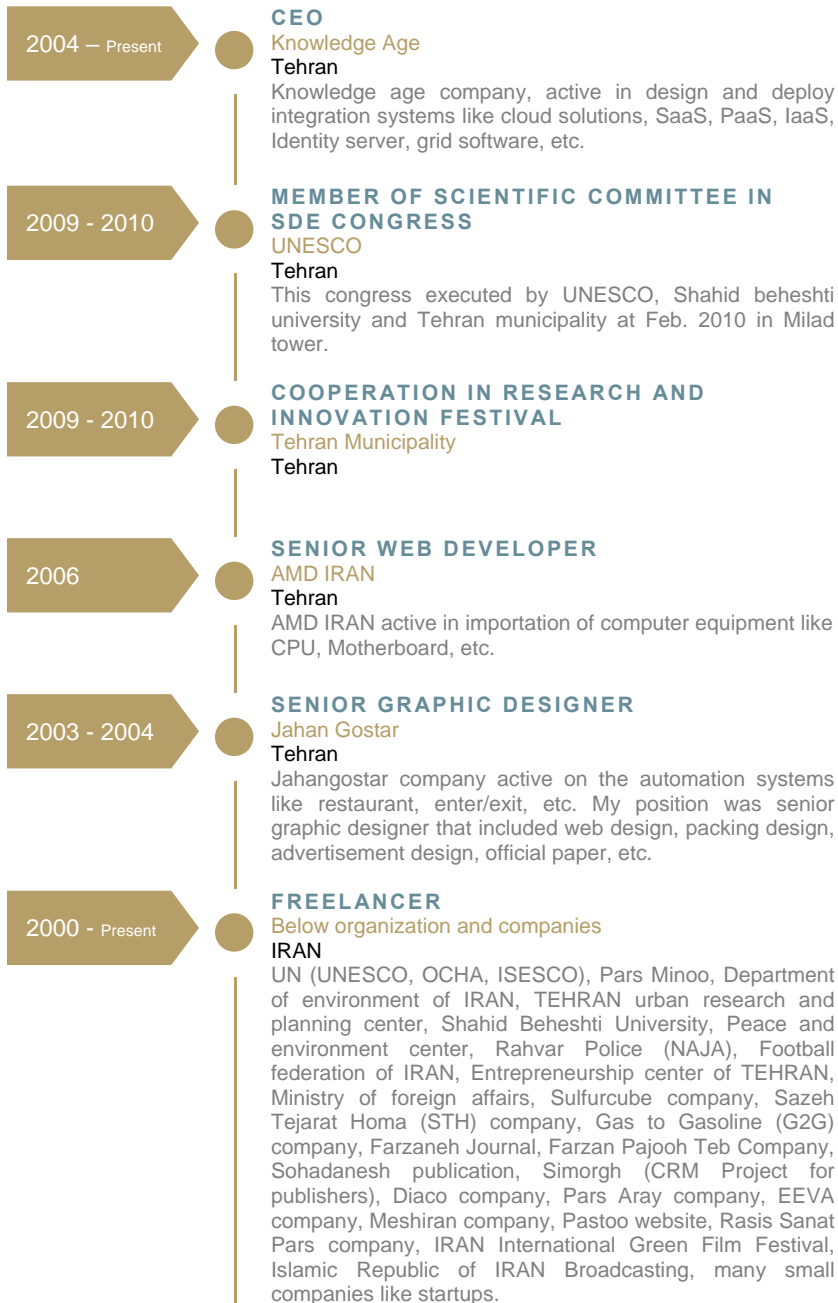 2004 – Present
CEO
Knowledge Age
Tehran
Knowledge age company, active in design and deploy
integration systems like cloud solutions, SaaS, PaaS, IaaS,
Identity server, grid software, etc.
2009 - 2010
MEMBER OF SCIENTIFIC COMMITTEE IN
SDE CONGRESS
UNESCO
Tehran
This congress executed by UNESCO, Shahid beheshti
university and Tehran municipality at Feb. 2010 in Milad
tower.
2009 - 2010
COOPERATION IN RESEARCH AND
INNOVATION FESTIVAL
Tehran Municipality
Tehran
2006
SENIOR WEB DEVELOPER
AMD IRAN
Tehran
AMD IRAN active in importation of computer equipment like
CPU, Motherboard, etc.
2003 - 2004
SENIOR GRAPHIC DESIGNER
Jahan Gostar
Tehran
Jahangostar company active on the automation systems
like restaurant, enter/exit, etc. My position was senior
graphic designer that included web design, packing design,
advertisement design, official paper, etc.
2000 - Present
FREELANCER
Below organization and companies
IRAN
UN (UNESCO, OCHA, ISESCO), Pars Minoo, Department
of environment of IRAN, TEHRAN urban research and
planning center, Shahid Beheshti University, Peace and
environment center, Rahvar Police (NAJA), Football
federation of IRAN, Entrepreneurship center of TEHRAN,
Ministry of foreign affairs, Sulfurcube company, Sazeh
Tejarat Homa (STH) company, Gas to Gasoline (G2G)
company, Farzaneh Journal, Farzan Pajooh Teb Company,
Sohadanesh publication, Simorgh (CRM Project for
publishers), Diaco company, Pars Aray company, EEVA
company, Meshiran company, Pastoo website, Rasis Sanat
Pars company, IRAN International Green Film Festival,
Islamic Republic of IRAN Broadcasting, many small
companies like startups.